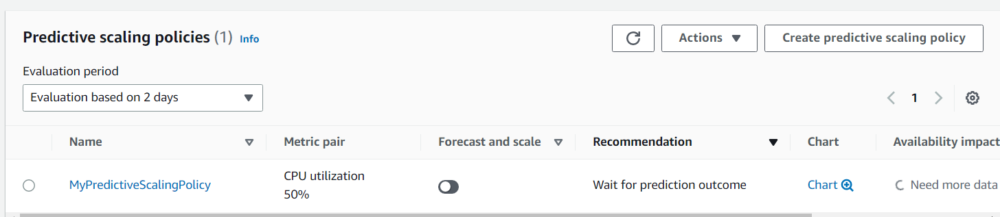 Predictive scaling policies (1) Info
Actions
Create predictive scaling policy
Evaluation period
Evaluation based on 2 days
1
Name
Metric pair
Forecast and scale
Recommendation
Chart
Availability impact
MyPredictiveScalingPolicy
CPU utilization
50%
Wait for prediction outcome
Chart
Need more data